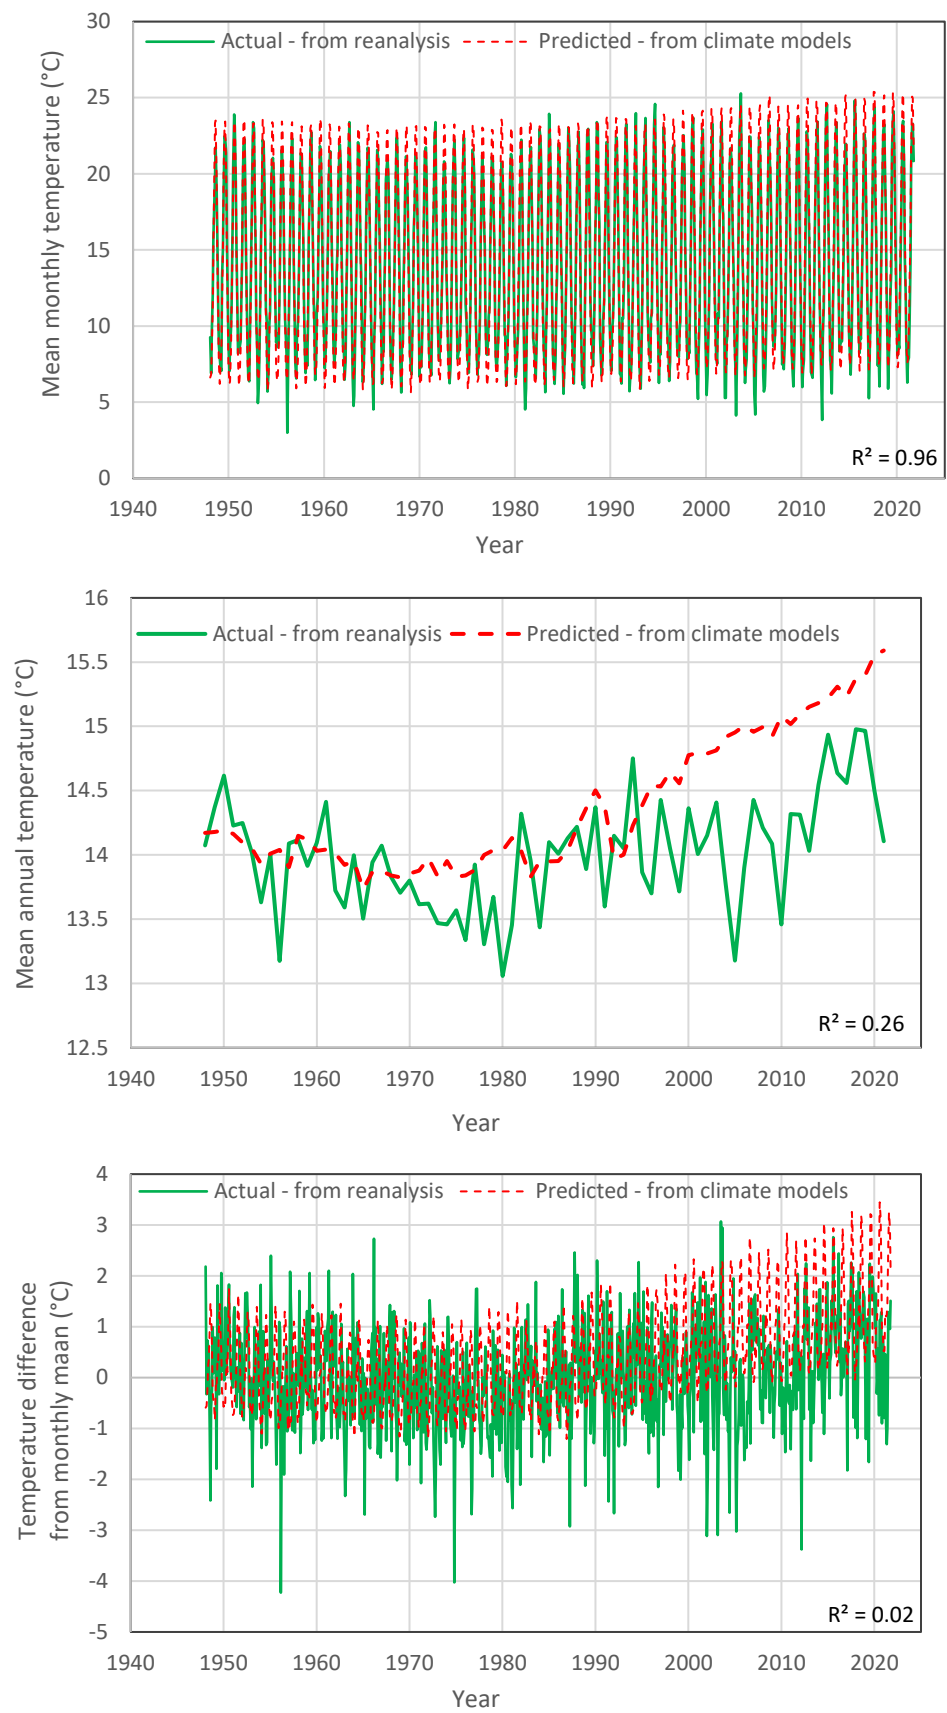 30
25
20
15
10
5
0
Mean monthly temperature (°C)
Actual - from reanalysis
Predicted - from climate models
R² = 0.96
1940 1950 1960 1970 1980 1990 2000 2010 2020
Year
16
15.5
15
14.5
14
13.5
13
12.5
Mean annual temperature (°C)
Actual - from reanalysis
Predicted - from climate models
R² = 0.26
1940 1950 1960 1970 1980 1990 2000 2010 2020
Year
4
3
2
1
0
-1
-2
-3
-4
-5
Temperature difference
from monthly maan (°C)
Actual - from reanalysis
Predicted - from climate models
R² = 0.02
1940 1950 1960 1970 1980 1990 2000 2010 2020
Year